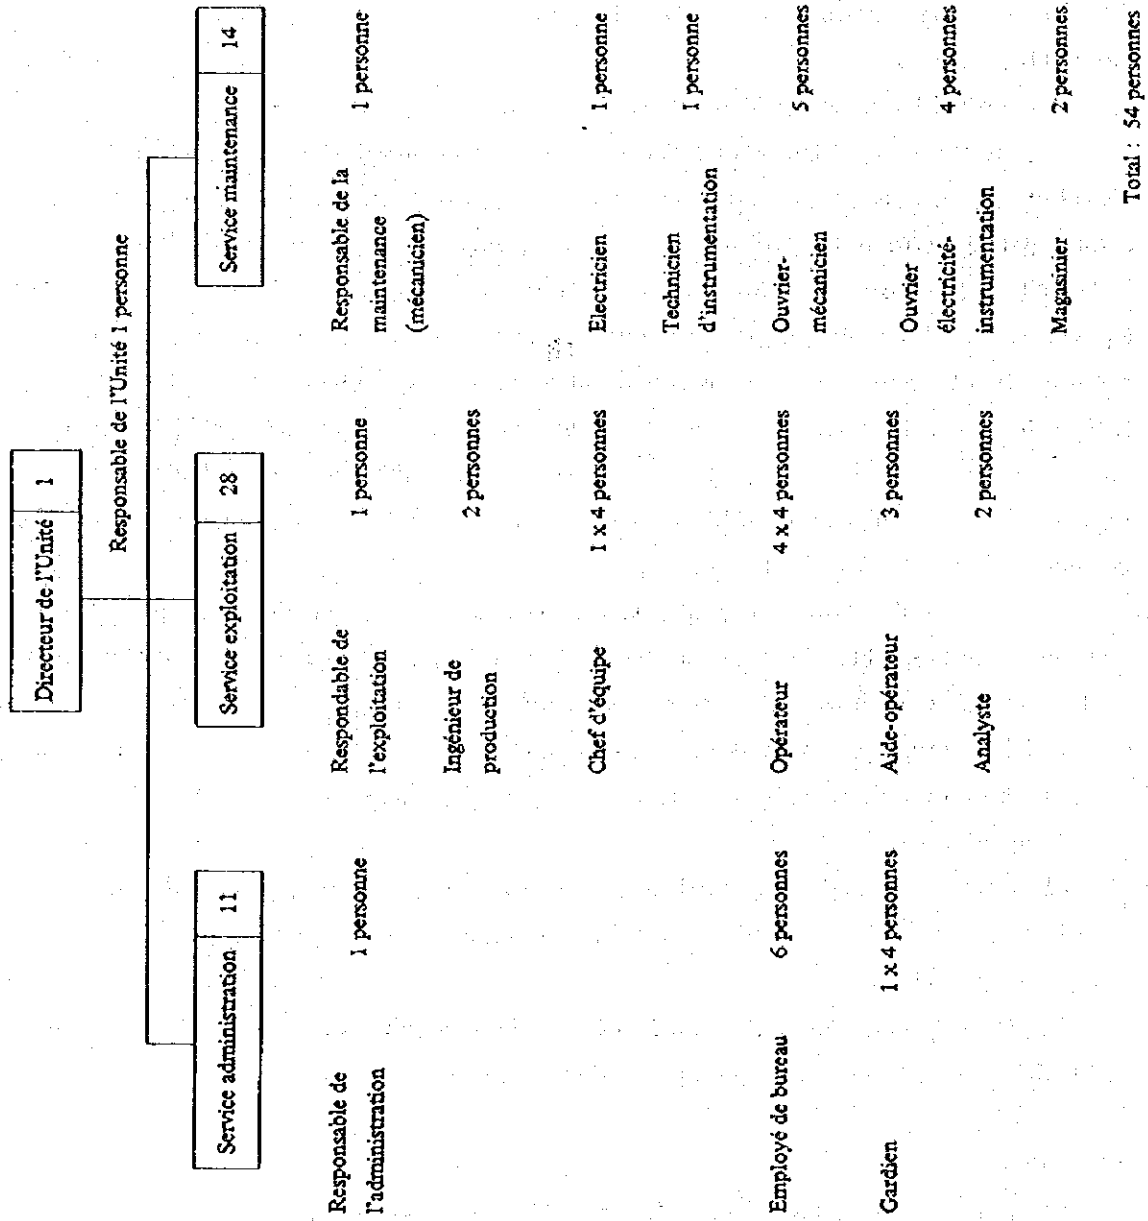 Directeur de l'Unité 1
Responsable de l'Unité 1 personne
Service administration 11
Responsable de
l'administration
1 personne
Employé de bureau 6 personnes
Gardien 1 x 4 personnes
Service exploitation 28
Respondable de
l'exploitation
1 personne
Ingénieur de
production
2 personnes
Chef d'équipe 1 x 4 personnes
Opérateur 4 x 4 personnes
Aide-opérateur 3 personnes
Analyste 2 personnes
Service maintenance 14
Responsable de la
maintenance
(mécanicien)
1 personne
Electricien 1 personne
Technicien
d'instrumentation
1 personne
Ouvrier-
mécanicien
5 personnes
Ouvrier
électricité-
instrumentation
4 personnes
Magasinier 2 personnes
Total : 54 personnes